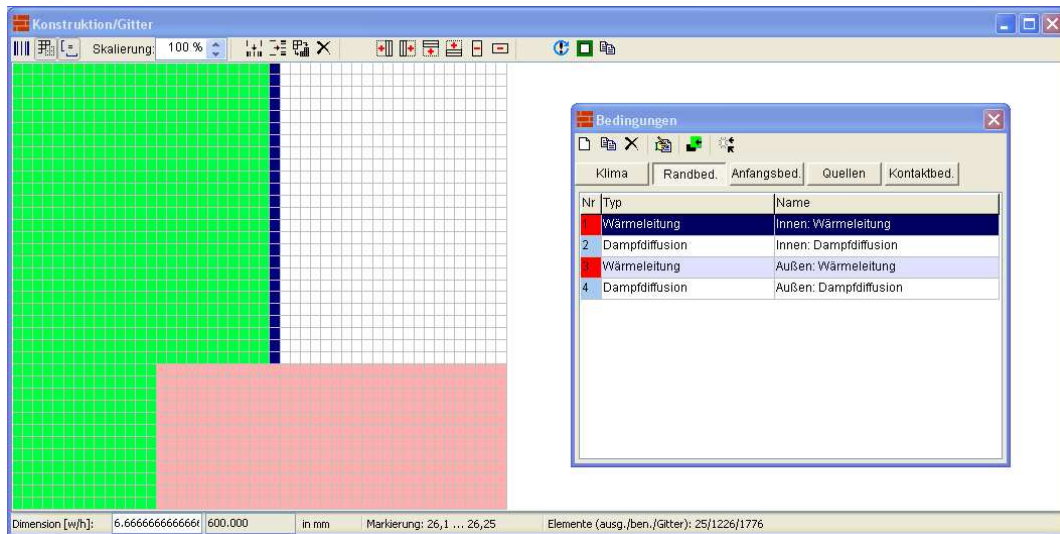 Konstruktion/Gitter
Skalierung: 100 %
Bedingungen
Klima Randbed. Anfangsbed. Quellen Kontaktbed.
Nr Typ Name
1 Wärmeleitung Innen: Wärmeleitung
2 Dampfdiffusion Innen: Dampfdiffusion
3 Wärmeleitung Außen: Wärmeleitung
4 Dampfdiffusion Außen: Dampfdiffusion
Dimension [w/h]: 600.000 in mm Markierung: 26,1 ... 26,25 Elemente (ausg./ben./Gitter): 25/1226/1776